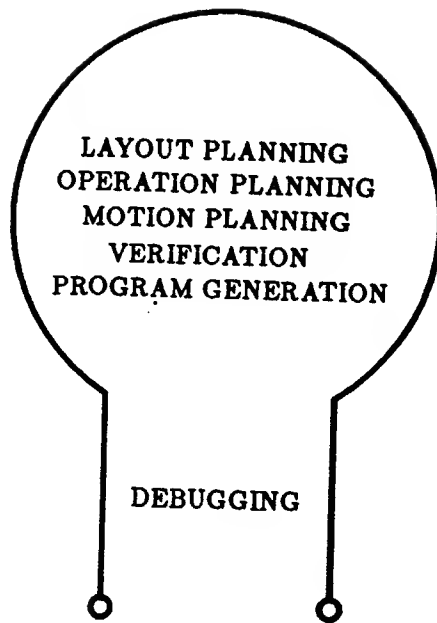 LAYOUT PLANNING
OPERATION PLANNING
MOTION PLANNING
VERIFICATION
PROGRAM GENERATION
DEBUGGING